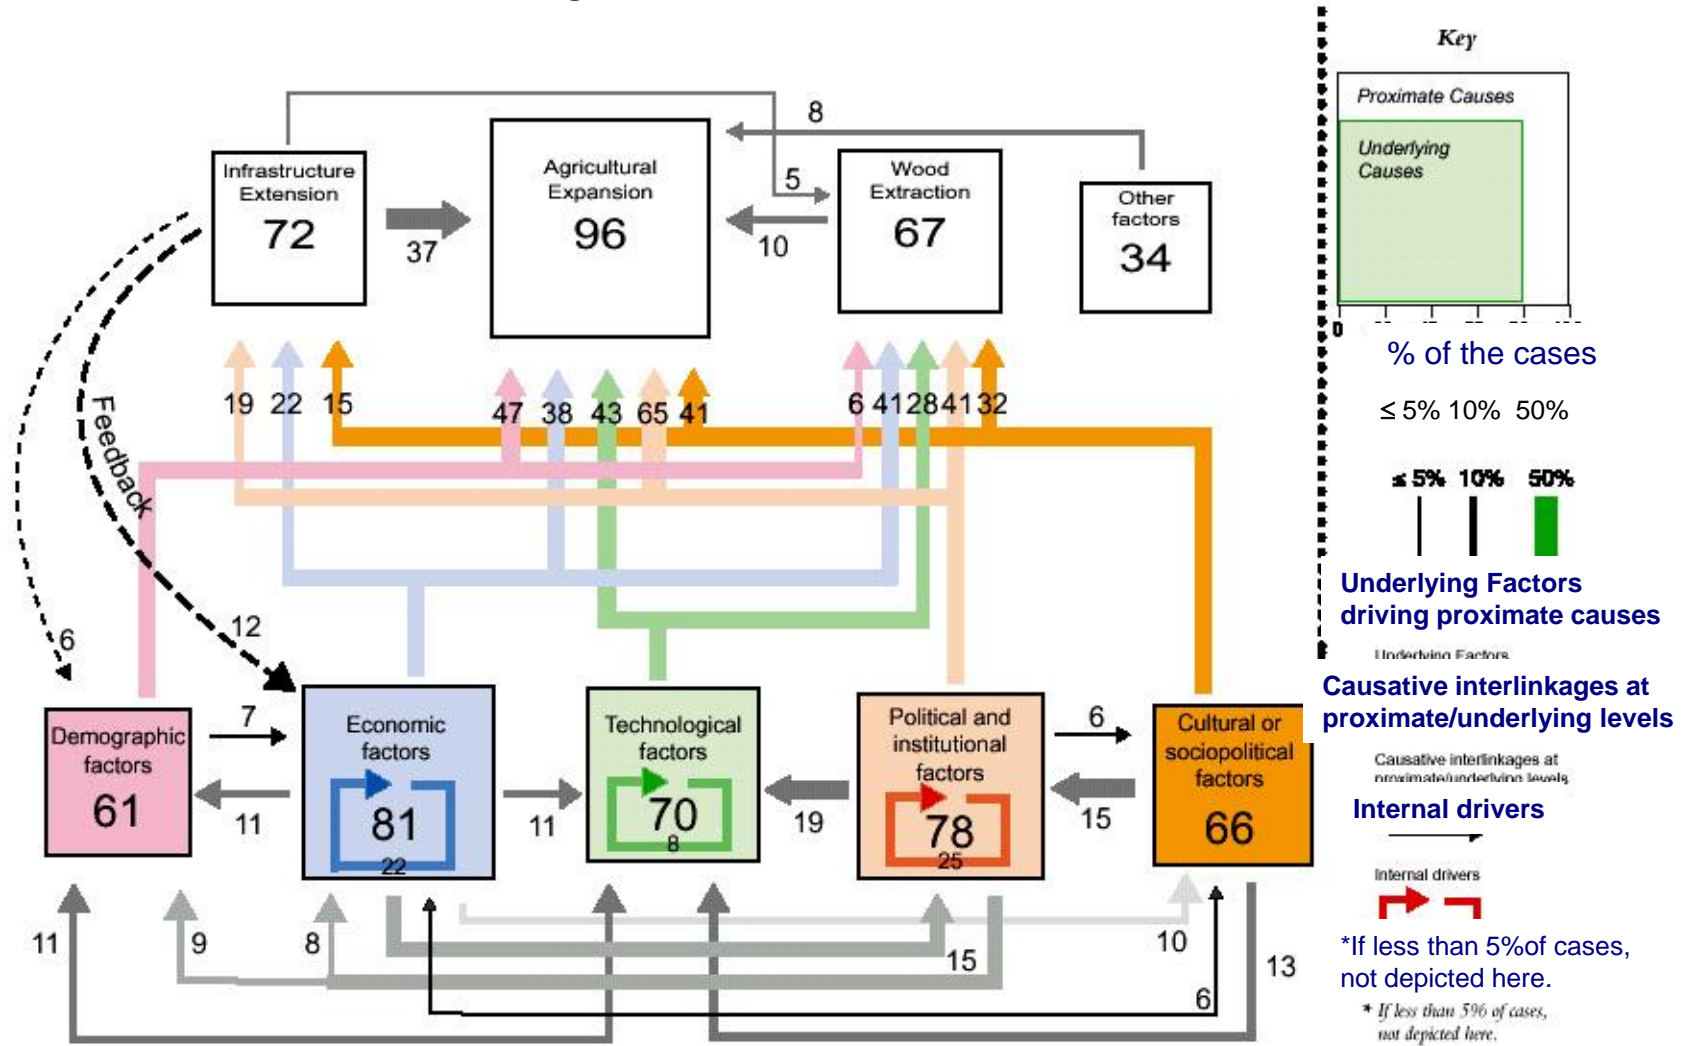 Key
Proximate Causes
Underlying
Causes
0
% of the cases
≤ 5% 10% 50%
≤ 5% 10% 50%
Underlying Factors
driving proximate causes
Underlying Factors
Causative interlinkages at
proximate/underlying levels
Causative interlinkages at
proximate/underlying levels
Internal drivers
Internal drivers
*If less than 5%of cases,
not depicted here.
* If less than 5% of cases,
not depicted here.
8
Infrastructure
Extension
72
37
Agricultural
Expansion
96
5
10
Wood
Extraction
67
Other
factors
34
19 22 15
47 38 43 65 41
6 41 28 41 32
Feedback
6
12
7
11
Demographic
factors
61
Economic
factors
81
22
11
Technological
factors
70
8
19
Political and
institutional
factors
78
25
6
15
Cultural or
sociopolitical
factors
66
11
9
8
15
10
13
6